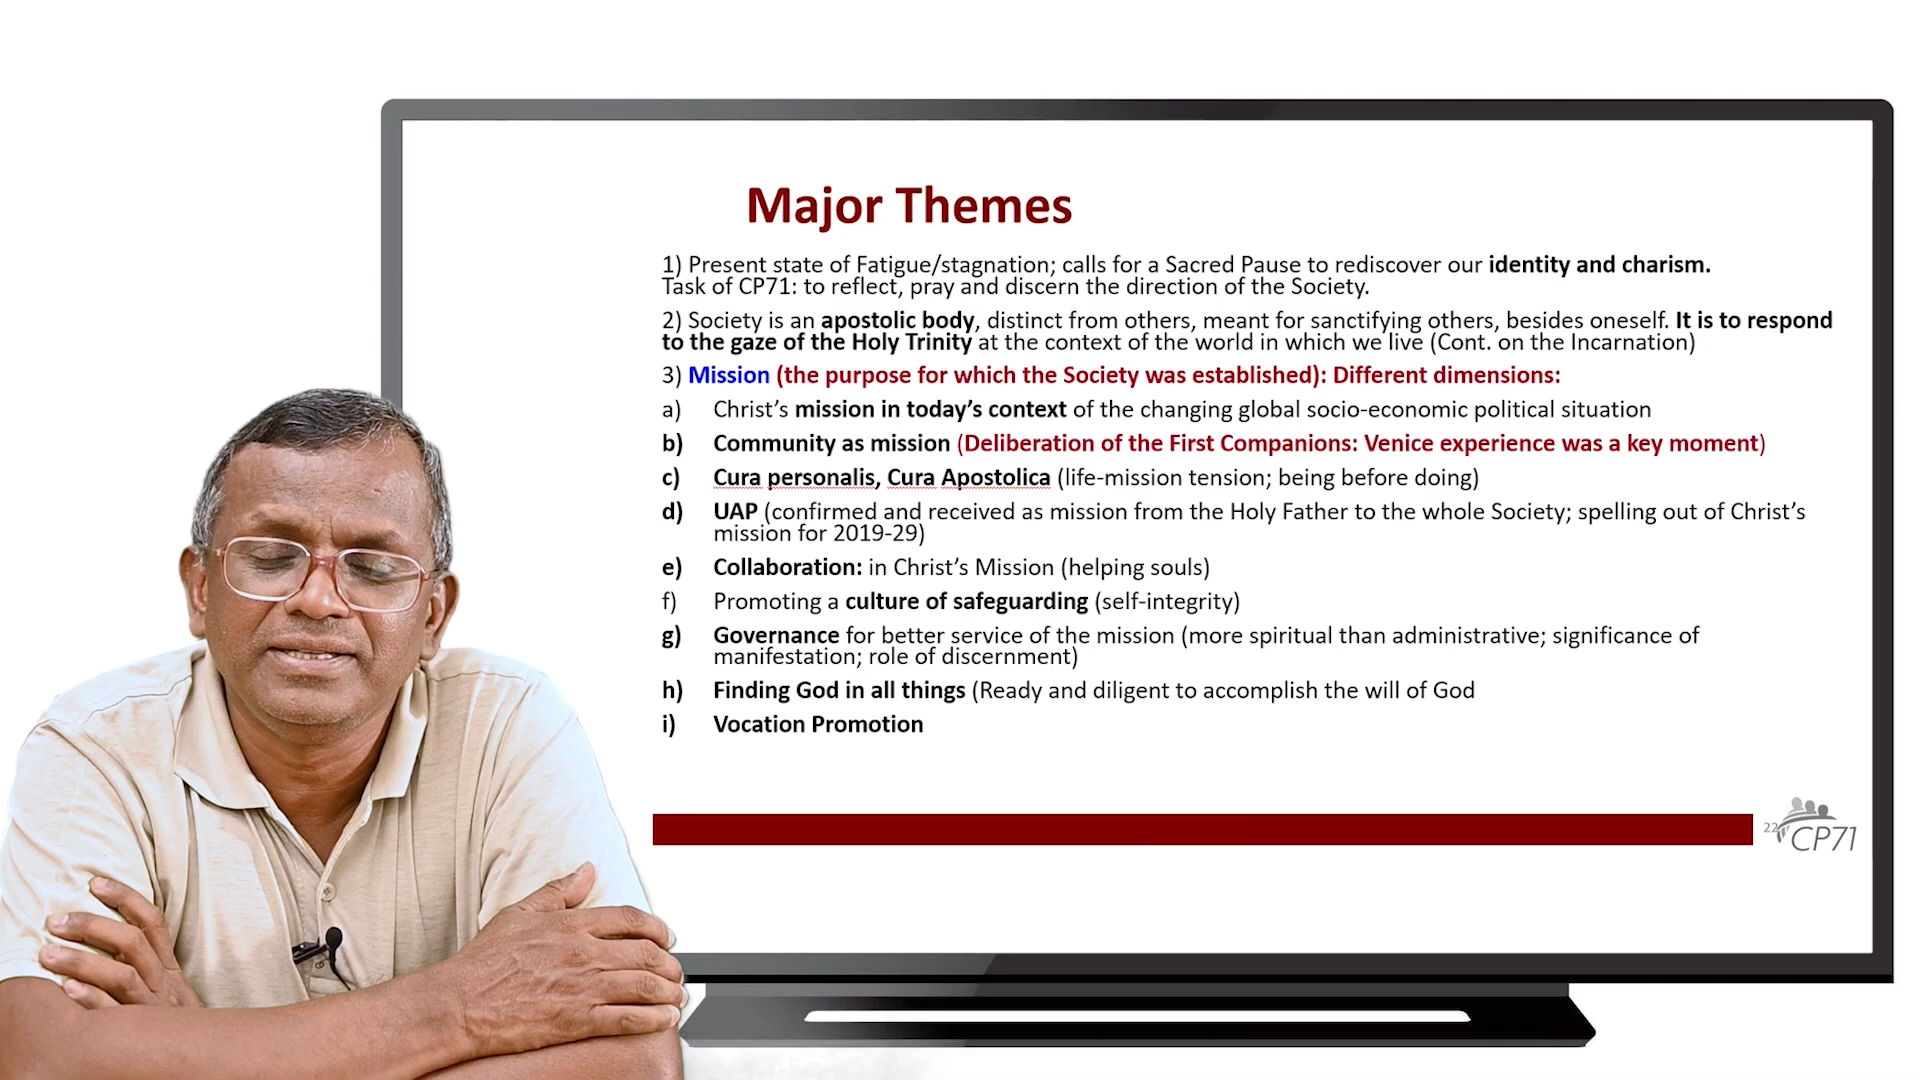 Major Themes
1) Present state of Fatigue/stagnation; calls for a Sacred Pause to rediscover our identity and charism.
Task of CP71: to reflect, pray and discern the direction of the Society.
2) Society is an apostolic body, distinct from others, meant for sanctifying others, besides oneself. It is to respond
to the gaze of the Holy Trinity at the context of the world in which we live (Cont. on the Incarnation)
3) Mission (the purpose for which the Society was established): Different dimensions:
a) Christ’s mission in today’s context of the changing global socio-economic political situation
b) Community as mission (Deliberation of the First Companions: Venice experience was a key moment)
c) Cura personalis, Cura Apostolica (life-mission tension; being before doing)
d) UAP (confirmed and received as mission from the Holy Father to the whole Society; spelling out of Christ’s
mission for 2019-29)
e) Collaboration: in Christ’s Mission (helping souls)
f) Promoting a culture of safeguarding (self-integrity)
g) Governance for better service of the mission (more spiritual than administrative; significance of
manifestation; role of discernment)
h) Finding God in all things (Ready and diligent to accomplish the will of God
i) Vocation Promotion
22
CP71